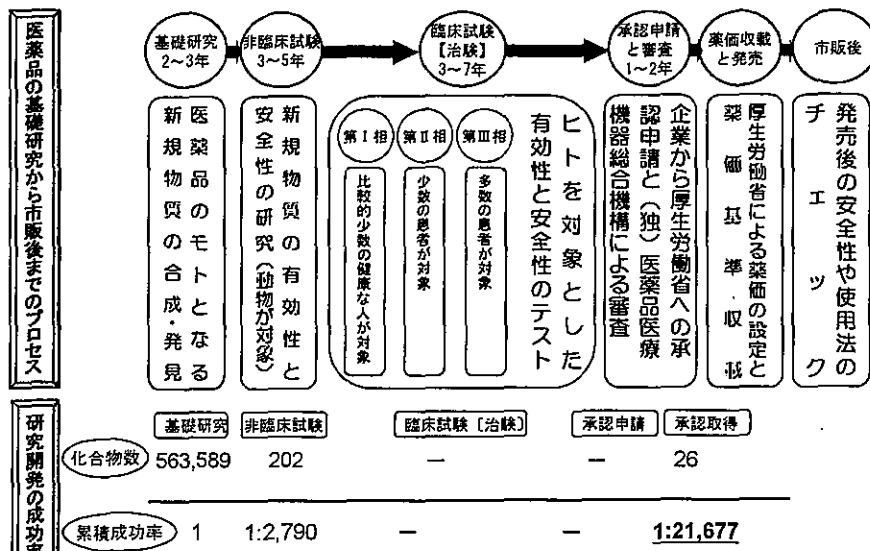 医薬品の基礎研究から市販後までのプロセス
基礎研究
2～3年
非臨床試験
3～5年
臨床試験
【治験】
3～7年
承認申請
と審査
1～2年
薬価収載
と発売
市販後
医薬品のモトとなる
新規物質の合成・発見
新規物質の有効性と
安全性の研究（動物が対象）
第Ⅰ相
比較的少数の健康な人が対象
第Ⅱ相
少数の患者が対象
第Ⅲ相
多数の患者が対象
ヒトを対象とした
有効性と安全性のテスト
企業から厚生労働省への承
認申請と（独）医薬品医療
機器総合機構による審査
厚生労働省による薬価の設定と
薬価基準収載
発売後の安全性や使用法の
チェック
研究開発の成功率
基礎研究
非臨床試験
臨床試験〔治験〕
承認申請
承認取得
化合物数
563,589
202
―
―
26
累積成功率
1
1:2,790
―
―
1:21,677